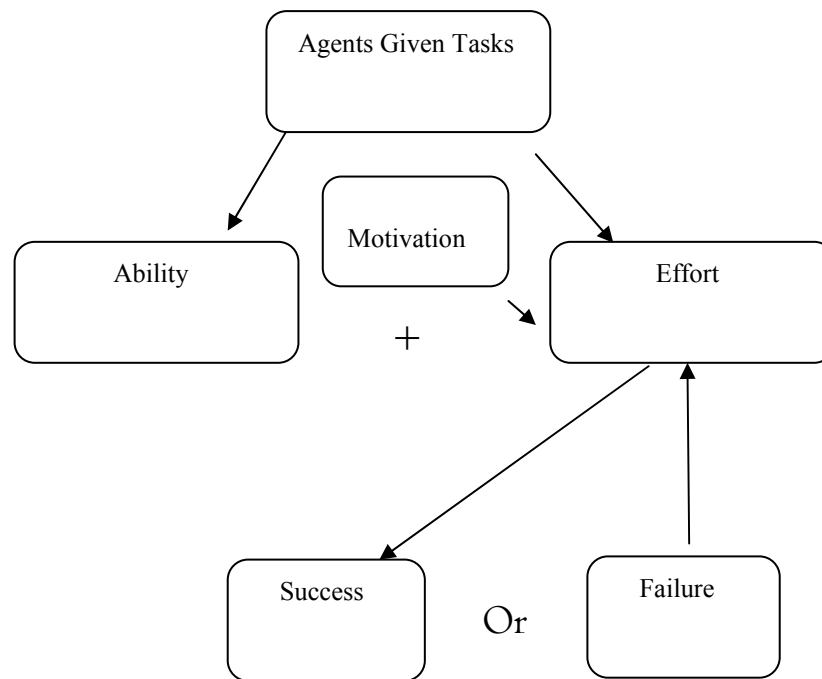 Agents Given Tasks
Motivation
Ability
Effort
+
Success
Or
Failure